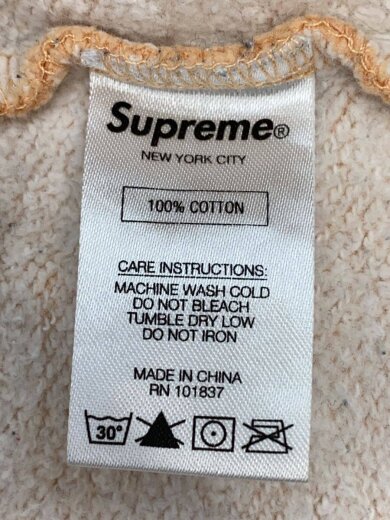 Supreme®
NEW YORK CITY
100% COTTON
CARE INSTRUCTIONS:
MACHINE WASH COLD
DO NOT BLEACH
TUMBLE DRY LOW
DO NOT IRON
MADE IN CHINA
RN 101837
30°